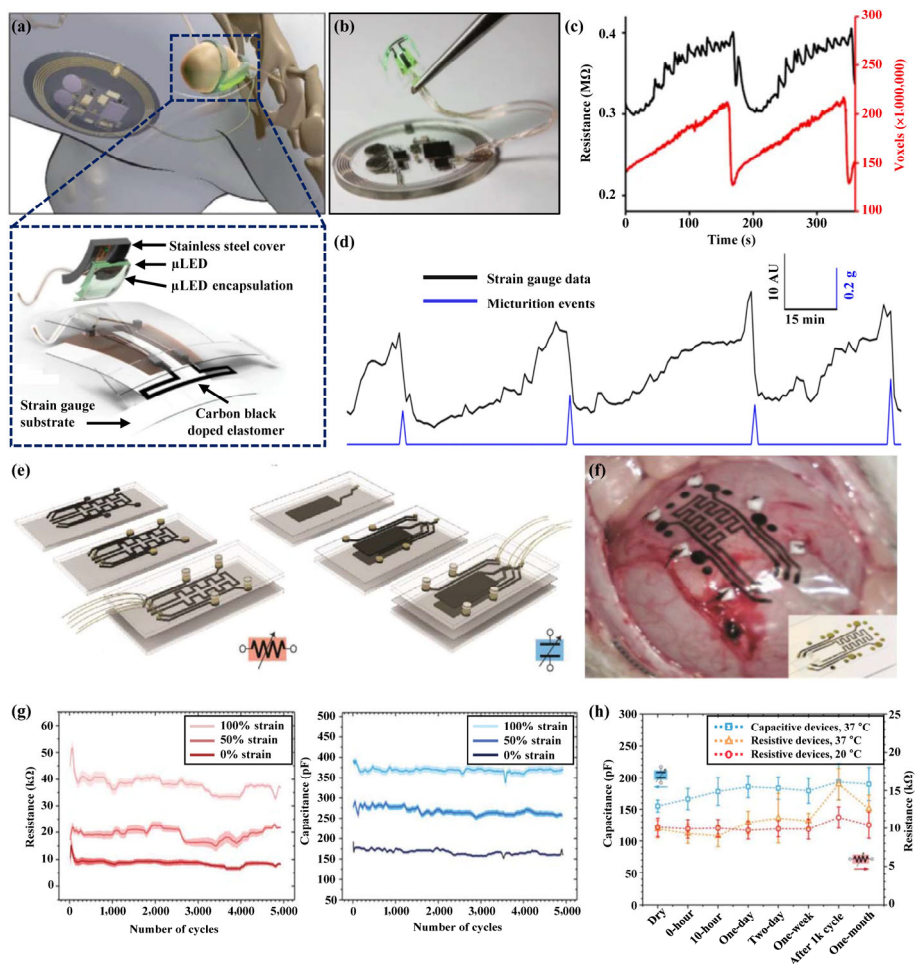 (a)
(b)
(c)
0.4
0.3
0.2
Resistance (MΩ)
300
250
200
150
100
Voxels (×1.000.000)
0
100
200
300
Time (s)
Stainless steel cover
μLED
μLED encapsulation
Strain gauge
substrate
Carbon black
doped elastomer
(d)
Strain gauge data
Micturition events
10 AU
0.2 g
15 min
(e)
(f)
(g)
Resistance (kΩ)
60
50
40
30
20
10
0
100% strain
50% strain
0% strain
0
1.000
2.000
3.000
4.000
5.000
Number of cycles
Capacitance (pF)
500
450
400
350
300
250
200
150
100
50
100% strain
50% strain
0% strain
0
1.000
2.000
3.000
4.000
5.000
Number of cycles
(h)
Capacitance (pF)
300
250
200
150
100
50
0
Capacitive devices, 37 °C
Resistive devices, 37 °C
Resistive devices, 20 °C
25
20
15
10
5
0
Resistance (kΩ)
Dry
0-hour
10-hour
One-day
Two-day
One-week
After 1k cycle
One-month